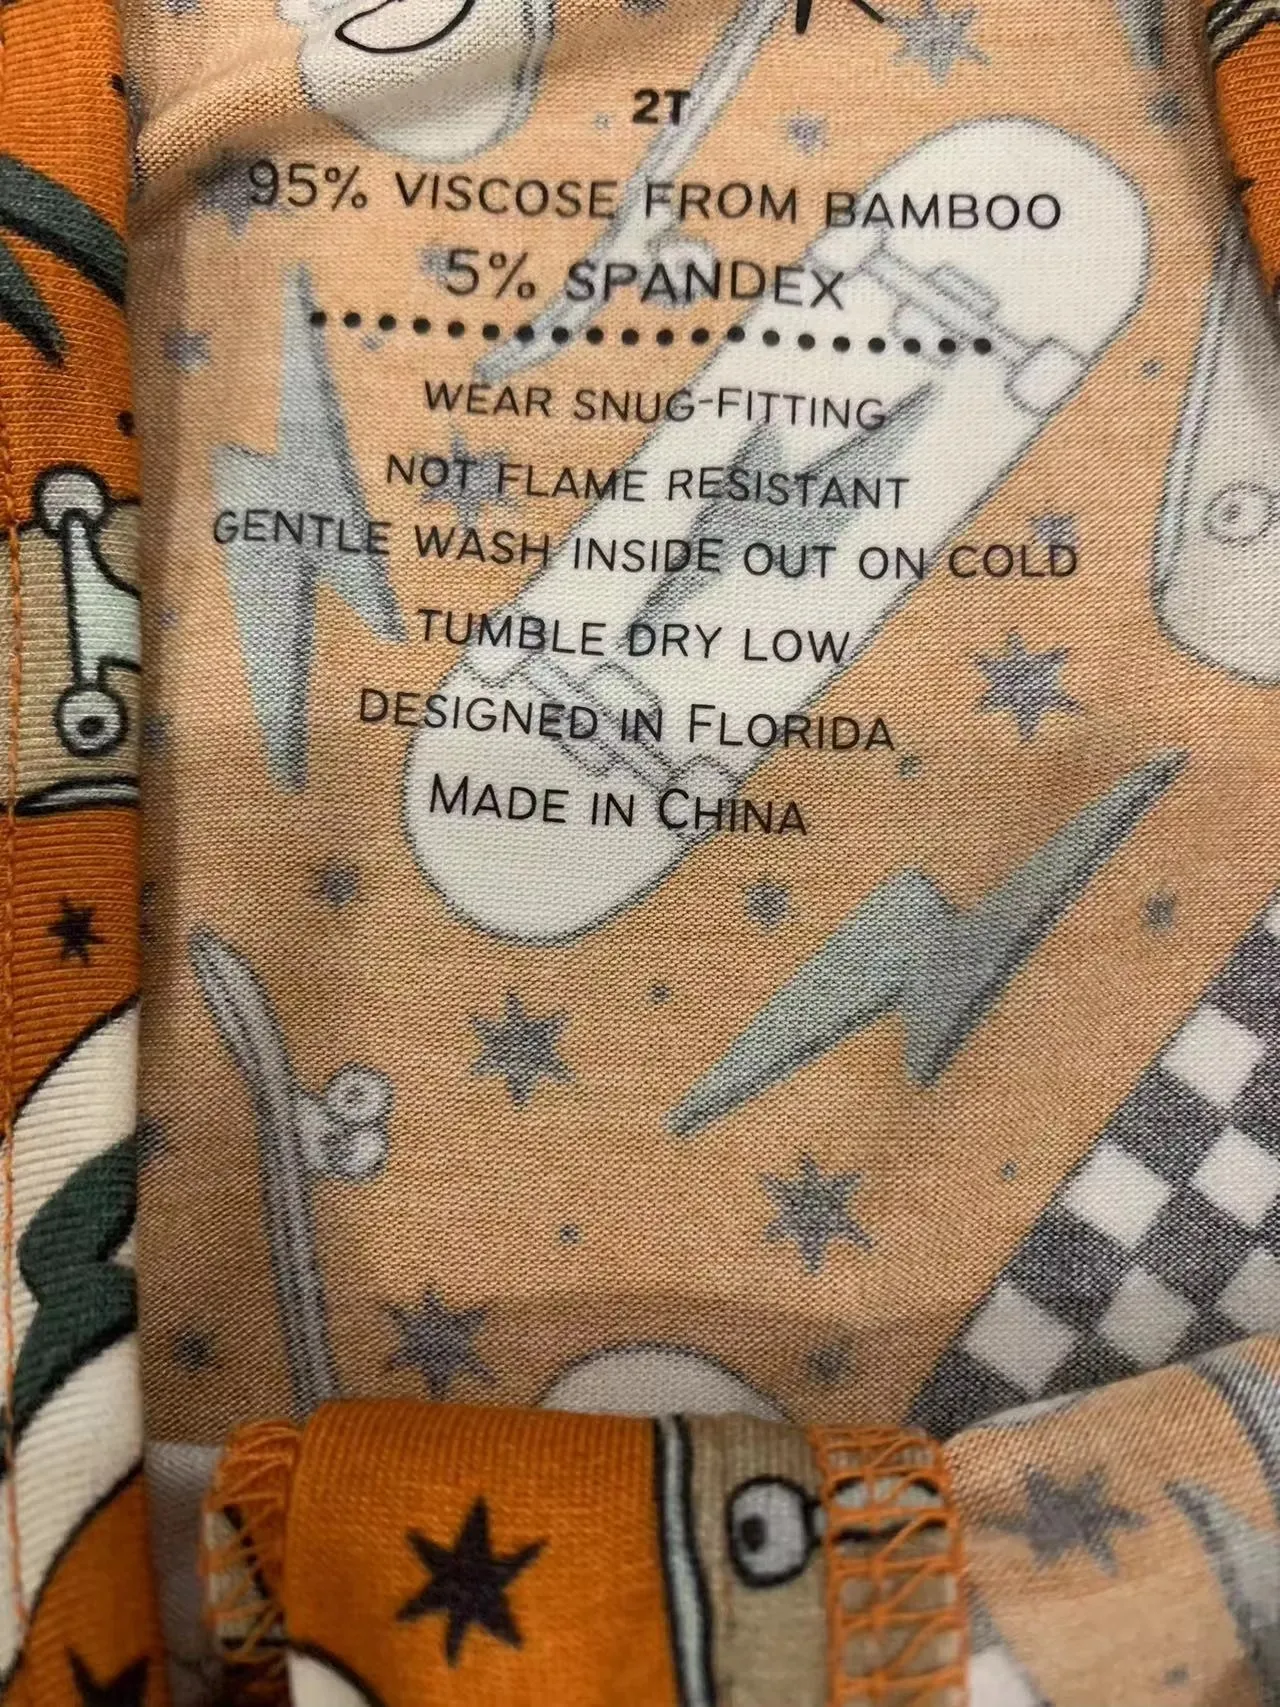 2T
95% VISCOSE FROM BAMBOO
5% SPANDEX
WEAR SNUG-FITTING
NOT FLAME RESISTANT
GENTLE WASH INSIDE OUT ON COLD
TUMBLE DRY LOW
DESIGNED IN FLORIDA
MADE IN CHINA